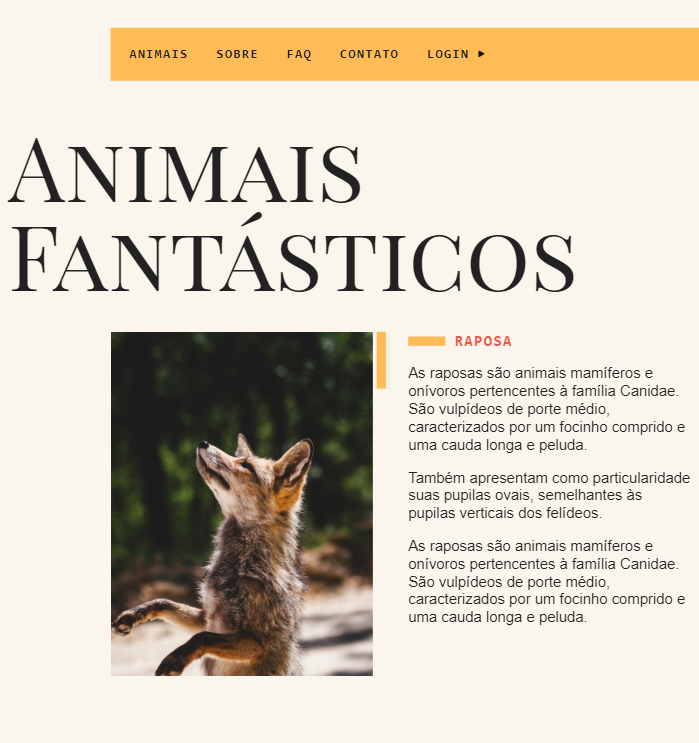 ANIMAIS SOBRE FAQ CONTATO LOGIN ▸
ANIMAIS
FANTÁSTICOS
RAPOSA
As raposas são animais mamíferos e
onívoros pertencentes à família Canidae.
São vulpídeos de porte médio,
caracterizados por um focinho comprido e
uma cauda longa e peluda.
Também apresentam como particularidade
suas pupilas ovais, semelhantes às
pupilas verticais dos felídeos.
As raposas são animais mamíferos e
onívoros pertencentes à família Canidae.
São vulpídeos de porte médio,
caracterizados por um focinho comprido e
uma cauda longa e peluda.